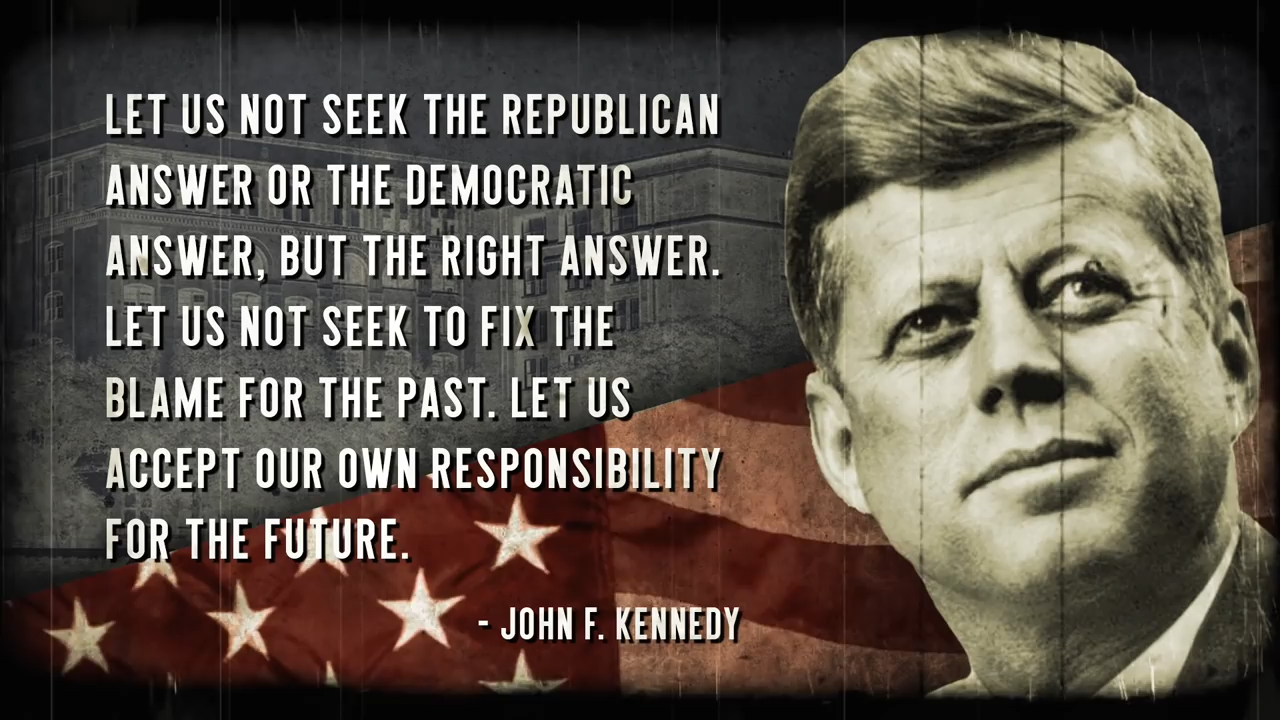 LET US NOT SEEK THE REPUBLICAN
ANSWER OR THE DEMOCRATIC
ANSWER, BUT THE RIGHT ANSWER.
LET US NOT SEEK TO FIX THE
BLAME FOR THE PAST. LET US
ACCEPT OUR OWN RESPONSIBILITY
FOR THE FUTURE.
- JOHN F. KENNEDY